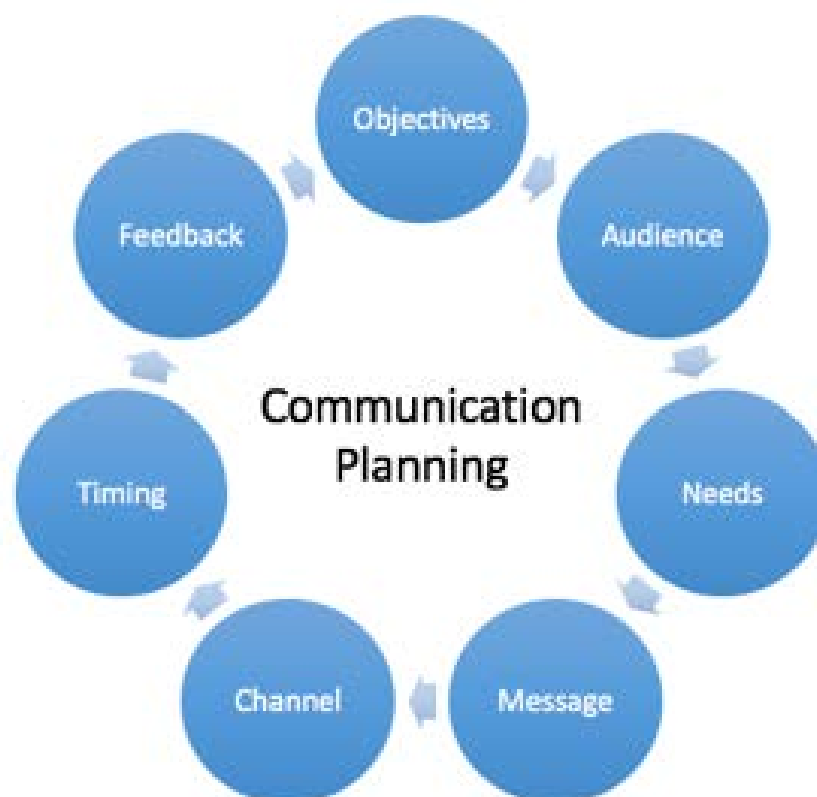 Objectives
Audience
Needs
Message
Channel
Timing
Feedback
Communication
Planning